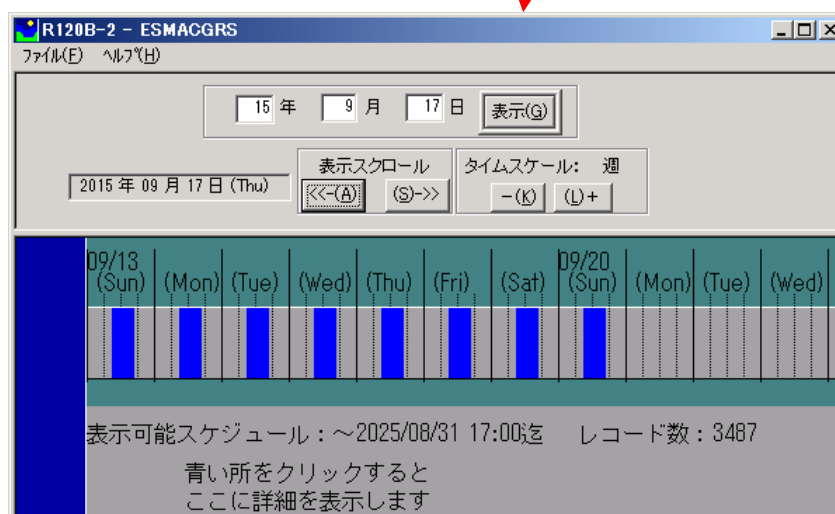 R120B-2 - ESMACGRS
ファイル(F) ヘルプ(H)
15 年 9 月 17 日 表示(G)
表示スクロール タイムスケール: 週
2015 年 09 月 17 日 (Thu) <<-(A) (S)->> -(K) (L)+
09/13 09/20
(Sun) (Mon) (Tue) (Wed) (Thu) (Fri) (Sat) (Sun) (Mon) (Tue) (Wed)
表示可能スケジュール:~2025/08/31 17:00迄 レコード数:3487
青い所をクリックすると
ここに詳細を表示します